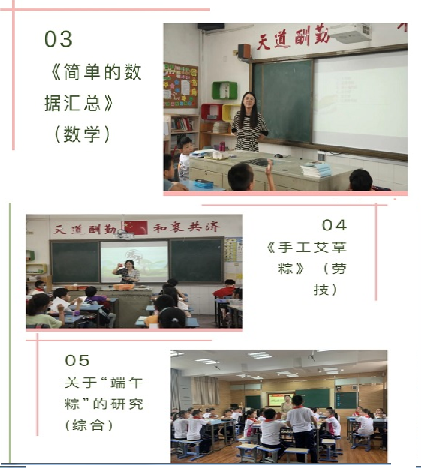 03
《简单的数
据汇总》
（数学）
天道酬勤
天道酬勤 和衷共济
04
《手工艾草
粽》（劳
技）
05
关于“端午
粽”的研究
(综合)